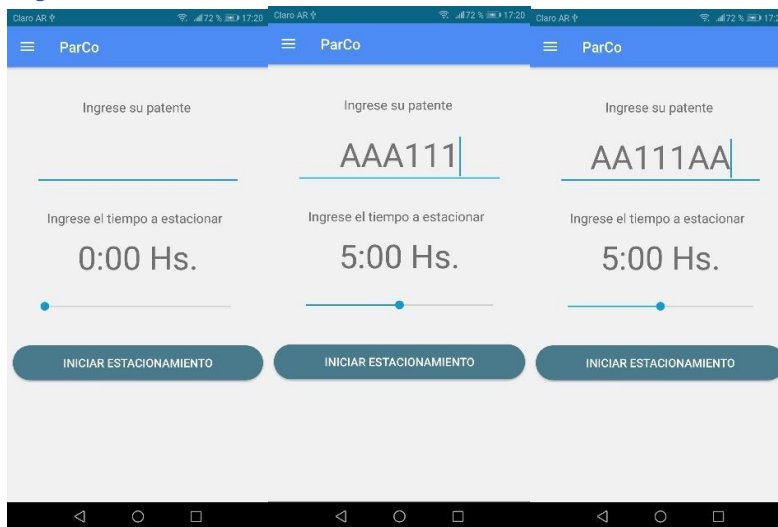 Claro AR 72 % 17:20
ParCo
Ingrese su patente
Ingrese el tiempo a estacionar
0:00 Hs.
INICIAR ESTACIONAMIENTO
Claro AR 72 % 17:20
ParCo
Ingrese su patente
AAA111
Ingrese el tiempo a estacionar
5:00 Hs.
INICIAR ESTACIONAMIENTO
Claro AR 72 %
ParCo
Ingrese su patente
AA111AA
Ingrese el tiempo a estacionar
5:00 Hs.
INICIAR ESTACIONAMIENTO